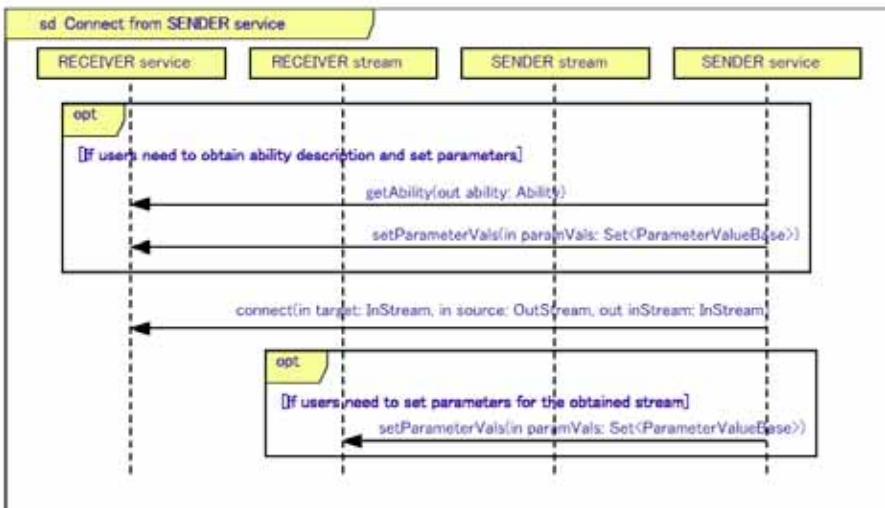 sd Connect from SENDER service
RECEIVER service
RECEIVER stream
SENDER stream
SENDER service
opt
[If users need to obtain ability description and set parameters]
getAbility(out ability: Ability)
setParameterVals(in paramVals: Set<ParameterValueBase>)
connect(in target: InStream, in source: OutStream, out inStream: InStream)
opt
[If users need to set parameters for the obtained stream]
setParameterVals(in paramVals: Set<ParameterValueBase>)